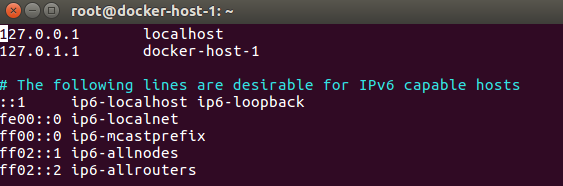 root@docker-host-1: ~
127.0.0.1 localhost
127.0.1.1 docker-host-1
# The following lines are desirable for IPv6 capable hosts
::1 ip6-localhost ip6-loopback
fe00::0 ip6-localnet
ff00::0 ip6-mcastprefix
ff02::1 ip6-allnodes
ff02::2 ip6-allrouters